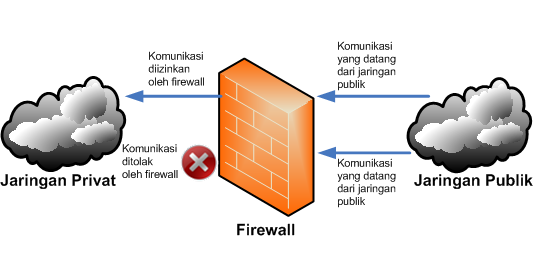 Komunikasi
diizinkan
oleh firewall
Komunikasi
yang datang
dari jaringan
publik
Komunikasi
ditolak
oleh firewall
Komunikasi
yang datang
dari jaringan
publik
Jaringan Privat
Jaringan Publik
Firewall